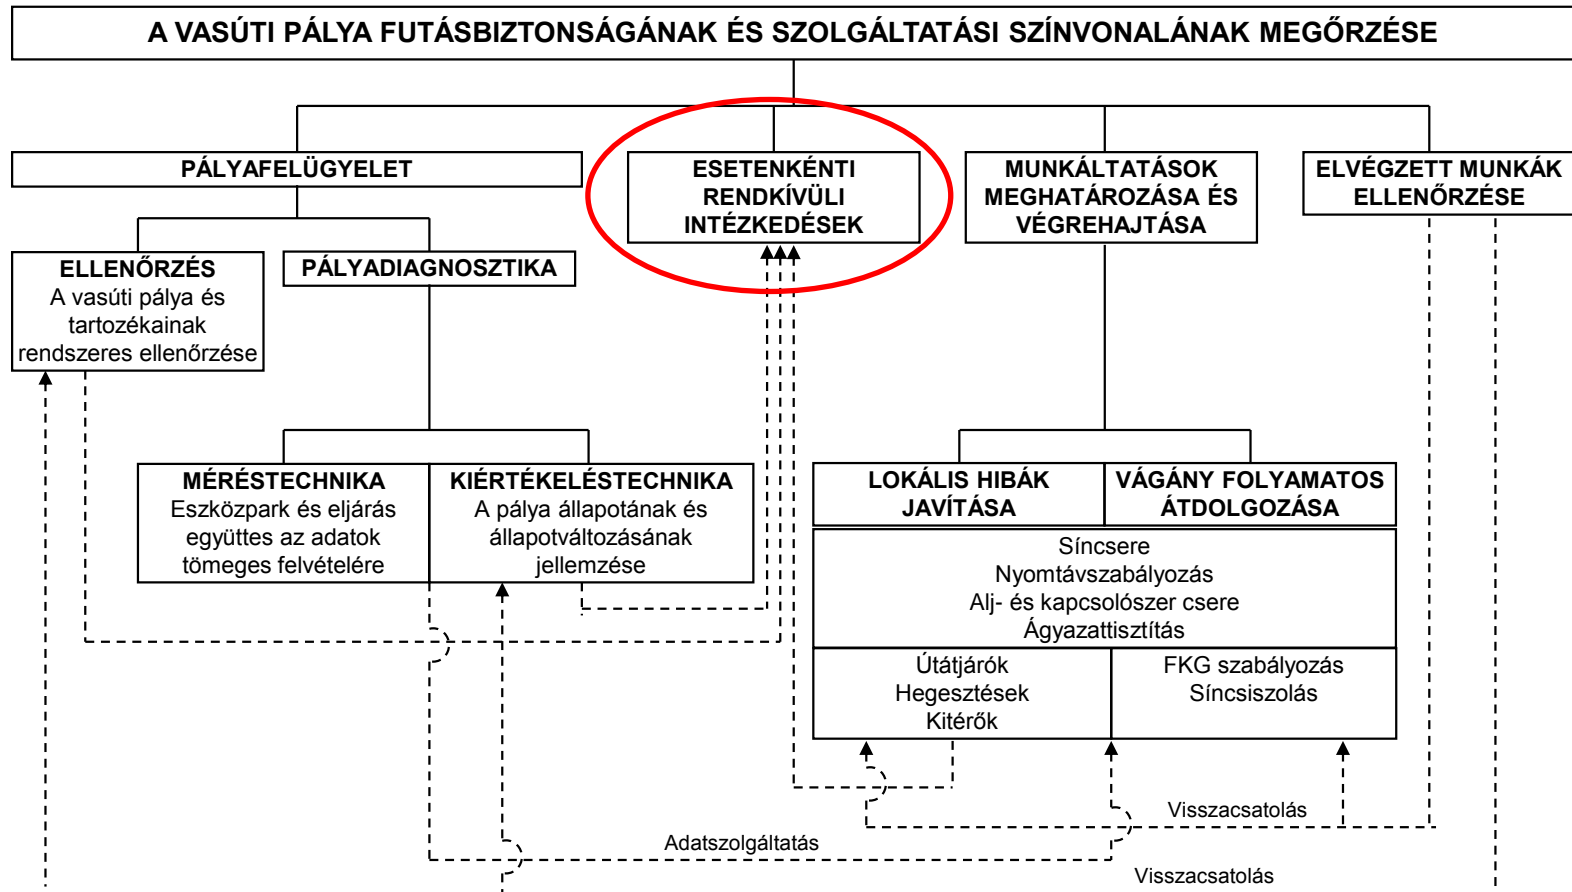 A VASÚTI PÁLYA FUTÁSBIZTONSÁGÁNAK ÉS SZOLGÁLTATÁSI SZÍNVONALÁNAK MEGŐRZÉSE
PÁLYAFELÜGYELET
ESETENKÉNTI
RENDKÍVÜLI
INTÉZKEDÉSEK
MUNKÁLTATÁSOK
MEGHATÁROZÁSA ÉS
VÉGREHAJTÁSA
ELVÉGZETT MUNKÁK
ELLENŐRZÉSE
ELLENŐRZÉS
A vasúti pálya és
tartozékainak
rendszeres ellenőrzése
PÁLYADIAGNOSZTIKA
MÉRÉSTECHNIKA
Eszközpark és eljárás
együttes az adatok
tömeges felvételére
KIÉRTÉKELÉSTECHNIKA
A pálya állapotának és
állapotváltozásának
jellemzése
LOKÁLIS HIBÁK
JAVÍTÁSA
VÁGÁNY FOLYAMATOS
ÁTDOLGOZÁSA
Síncsere
Nyomtávszabályozás
Alj- és kapcsolószer csere
Ágyazattisztítás
Útátjárók
Hegesztések
Kitérők
FKG szabályozás
Síncsiszolás
Visszacsatolás
Adatszolgáltatás
Visszacsatolás